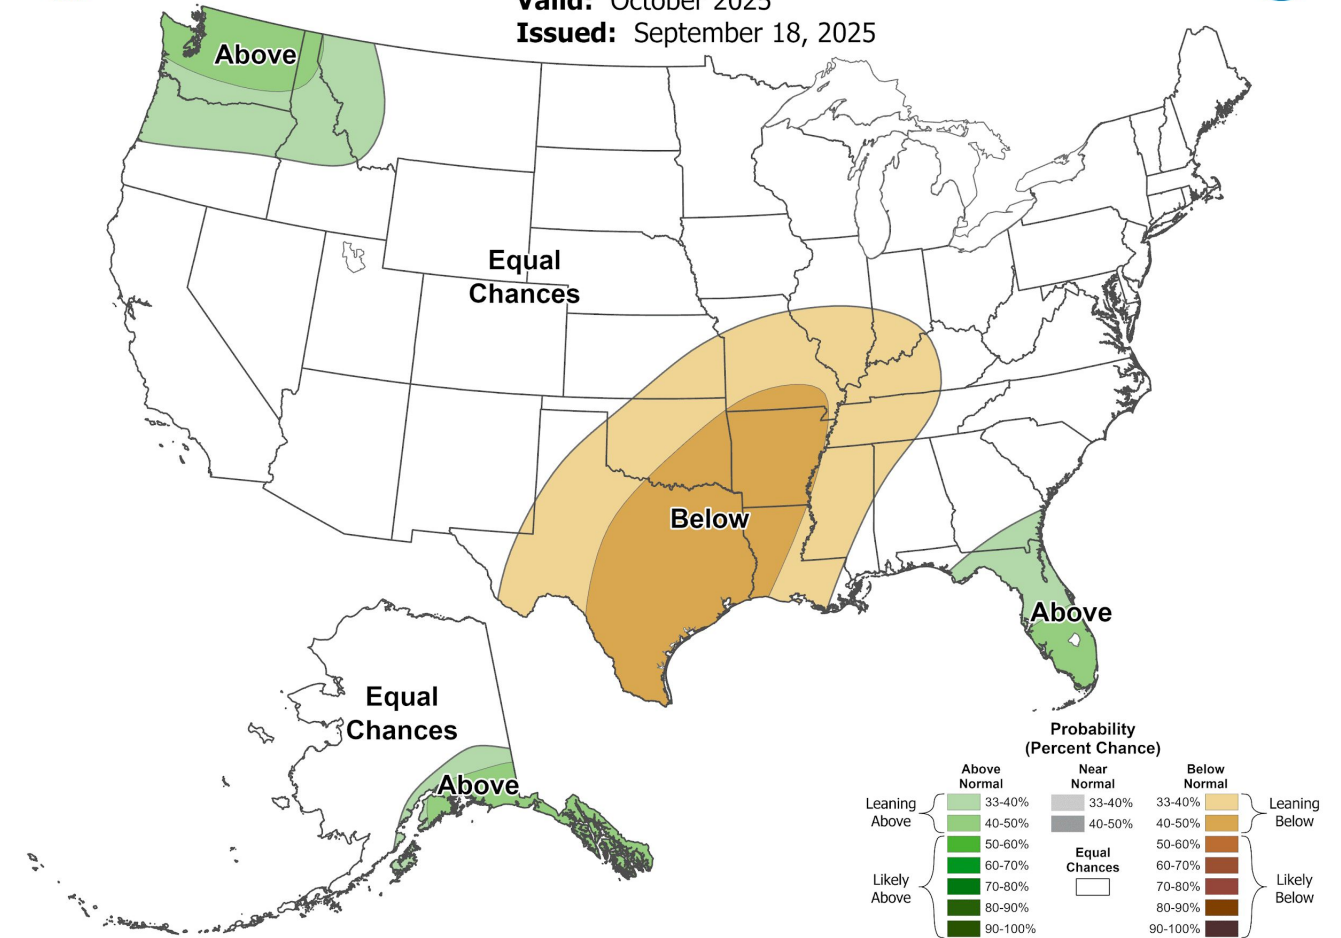 Valid: October 2025
Issued: September 18, 2025
Above
Equal
Chances
Below
Above
Equal
Chances
Above
Probability
(Percent Chance)
Above
Normal
Near
Normal
Below
Normal
Leaning
Above
33-40%
40-50%
33-40%
40-50%
33-40%
40-50%
Leaning
Below
Equal
Chances
Likely
Above
50-60%
60-70%
70-80%
80-90%
90-100%
50-60%
60-70%
70-80%
80-90%
90-100%
Likely
Below